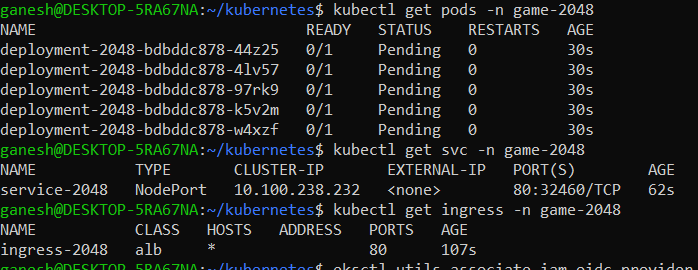 ganesh@DESKTOP-5RA67NA:~/kubernetes$ kubectl get pods -n game-2048
NAME READY STATUS RESTARTS AGE
deployment-2048-bdbddc878-44z25 0/1 Pending 0 30s
deployment-2048-bdbddc878-4lv57 0/1 Pending 0 30s
deployment-2048-bdbddc878-97rk9 0/1 Pending 0 30s
deployment-2048-bdbddc878-k5v2m 0/1 Pending 0 30s
deployment-2048-bdbddc878-w4xzf 0/1 Pending 0 30s
ganesh@DESKTOP-5RA67NA:~/kubernetes$ kubectl get svc -n game-2048
NAME TYPE CLUSTER-IP EXTERNAL-IP PORT(S) AGE
service-2048 NodePort 10.100.238.232 <none> 80:32460/TCP 62s
ganesh@DESKTOP-5RA67NA:~/kubernetes$ kubectl get ingress -n game-2048
NAME CLASS HOSTS ADDRESS PORTS AGE
ingress-2048 alb * 80 107s
ganesh@DESKTOP-5RA67NA:~/kubernetes$ eksctl utils associate-iam-oidc-provider